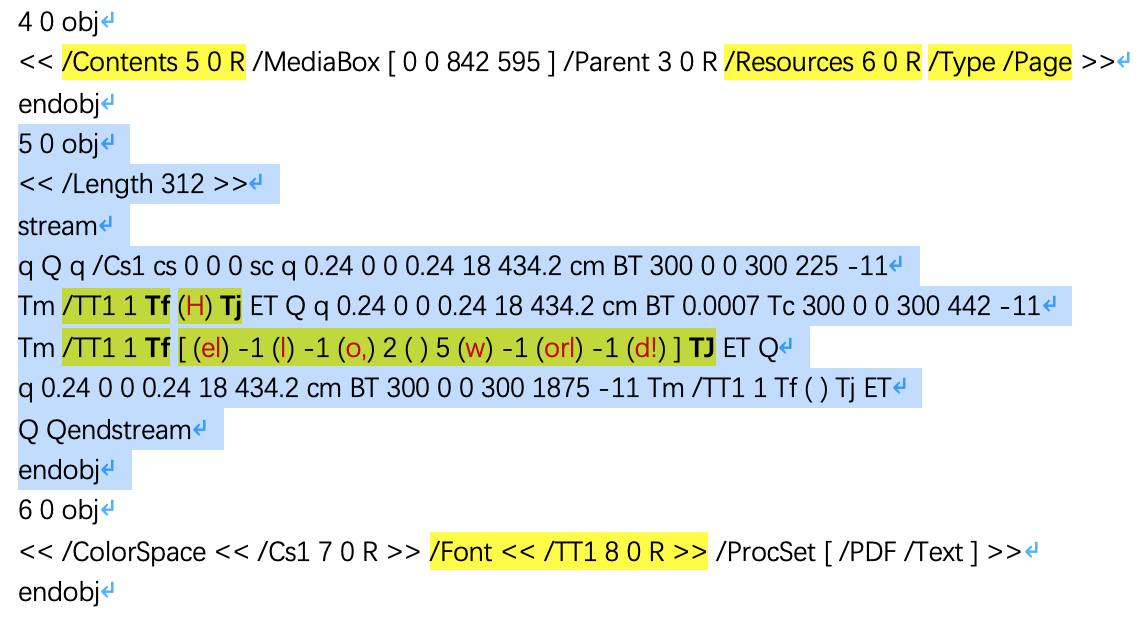 4 0 obj↵
<< /Contents 5 0 R /MediaBox [ 0 0 842 595 ] /Parent 3 0 R /Resources 6 0 R /Type /Page >>↵
endobj↵
5 0 obj↵
<< /Length 312 >>↵
stream↵
q Q q /Cs1 cs 0 0 0 sc q 0.24 0 0 0.24 18 434.2 cm BT 300 0 0 300 225 -11↵
Tm /TT1 1 Tf (H) Tj ET Q q 0.24 0 0 0.24 18 434.2 cm BT 0.0007 Tc 300 0 0 300 442 -11↵
Tm /TT1 1 Tf [ (el) -1 (l) -1 (o,) 2 ( ) 5 (w) -1 (orl) -1 (d!) ] TJ ET Q↵
q 0.24 0 0 0.24 18 434.2 cm BT 300 0 0 300 1875 -11 Tm /TT1 1 Tf ( ) Tj ET↵
Q Qendstream↵
endobj↵
6 0 obj↵
<< /ColorSpace << /Cs1 7 0 R >> /Font << /TT1 8 0 R >> /ProcSet [ /PDF /Text ] >>↵
endobj↵